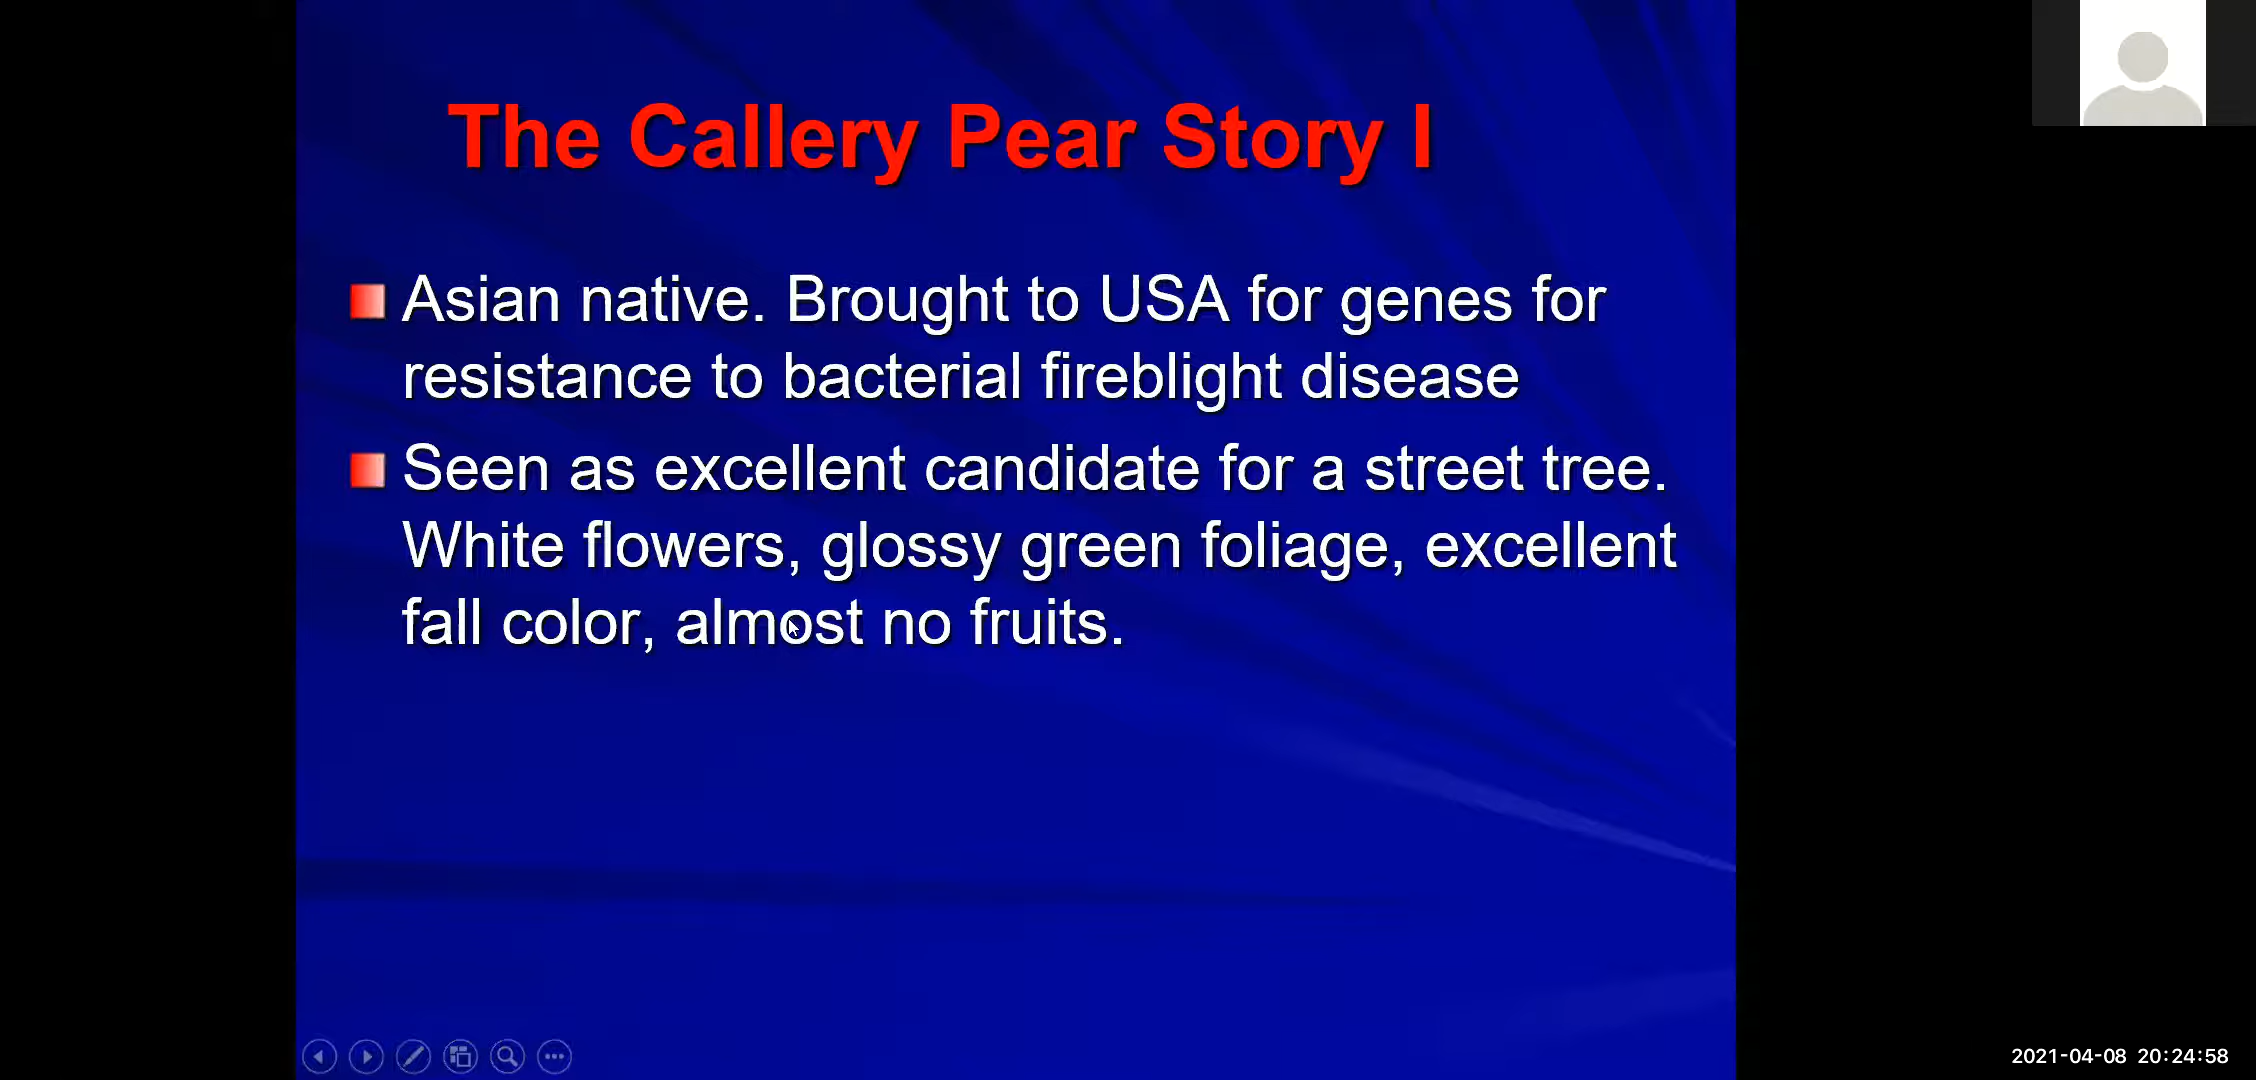 The Callery Pear Story I
Asian native. Brought to USA for genes for
resistance to bacterial fireblight disease
Seen as excellent candidate for a street tree.
White flowers, glossy green foliage, excellent
fall color, almost no fruits.
2021-04-08 20:24:58